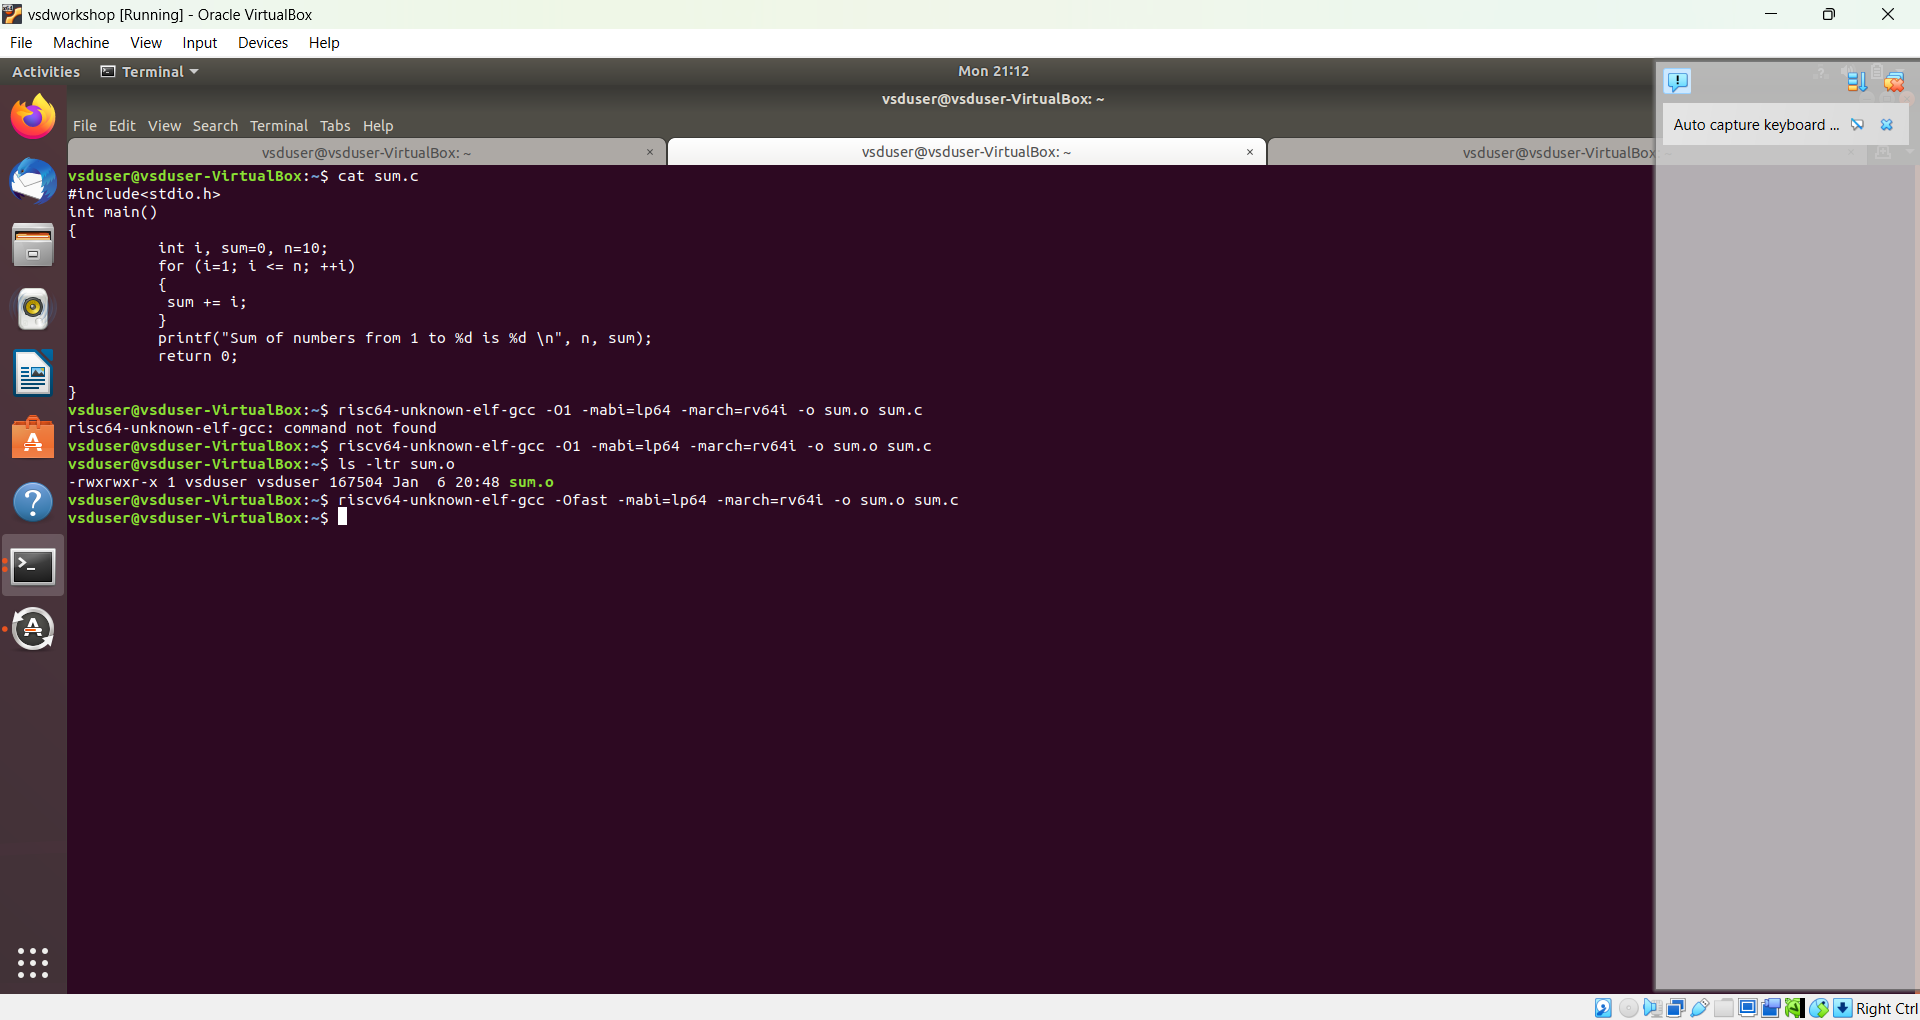 vsdworkshop [Running] - Oracle VirtualBox
File Machine View Input Devices Help
Activities Terminal Mon 21:12
vsduser@vsduser-VirtualBox: ~
File Edit View Search Terminal Tabs Help
Auto capture keyboard ...
vsduser@vsduser-VirtualBox: ~ × vsduser@vsduser-VirtualBox: ~ × vsduser@vsduser-VirtualBox
vsduser@vsduser-VirtualBox:~$ cat sum.c
#include<stdio.h>
int main()
{
          int i, sum=0, n=10;
          for (i=1; i <= n; ++i)
          {
           sum += i;
          }
          printf("Sum of numbers from 1 to %d is %d \n", n, sum);
          return 0;
}
vsduser@vsduser-VirtualBox:~$ risc64-unknown-elf-gcc -O1 -mabi=lp64 -march=rv64i -o sum.o sum.c
risc64-unknown-elf-gcc: command not found
vsduser@vsduser-VirtualBox:~$ riscv64-unknown-elf-gcc -O1 -mabi=lp64 -march=rv64i -o sum.o sum.c
vsduser@vsduser-VirtualBox:~$ ls -ltr sum.o
-rwxrwxr-x 1 vsduser vsduser 167504 Jan  6 20:48 sum.o
vsduser@vsduser-VirtualBox:~$ riscv64-unknown-elf-gcc -Ofast -mabi=lp64 -march=rv64i -o sum.o sum.c
vsduser@vsduser-VirtualBox:~$
Right Ctrl